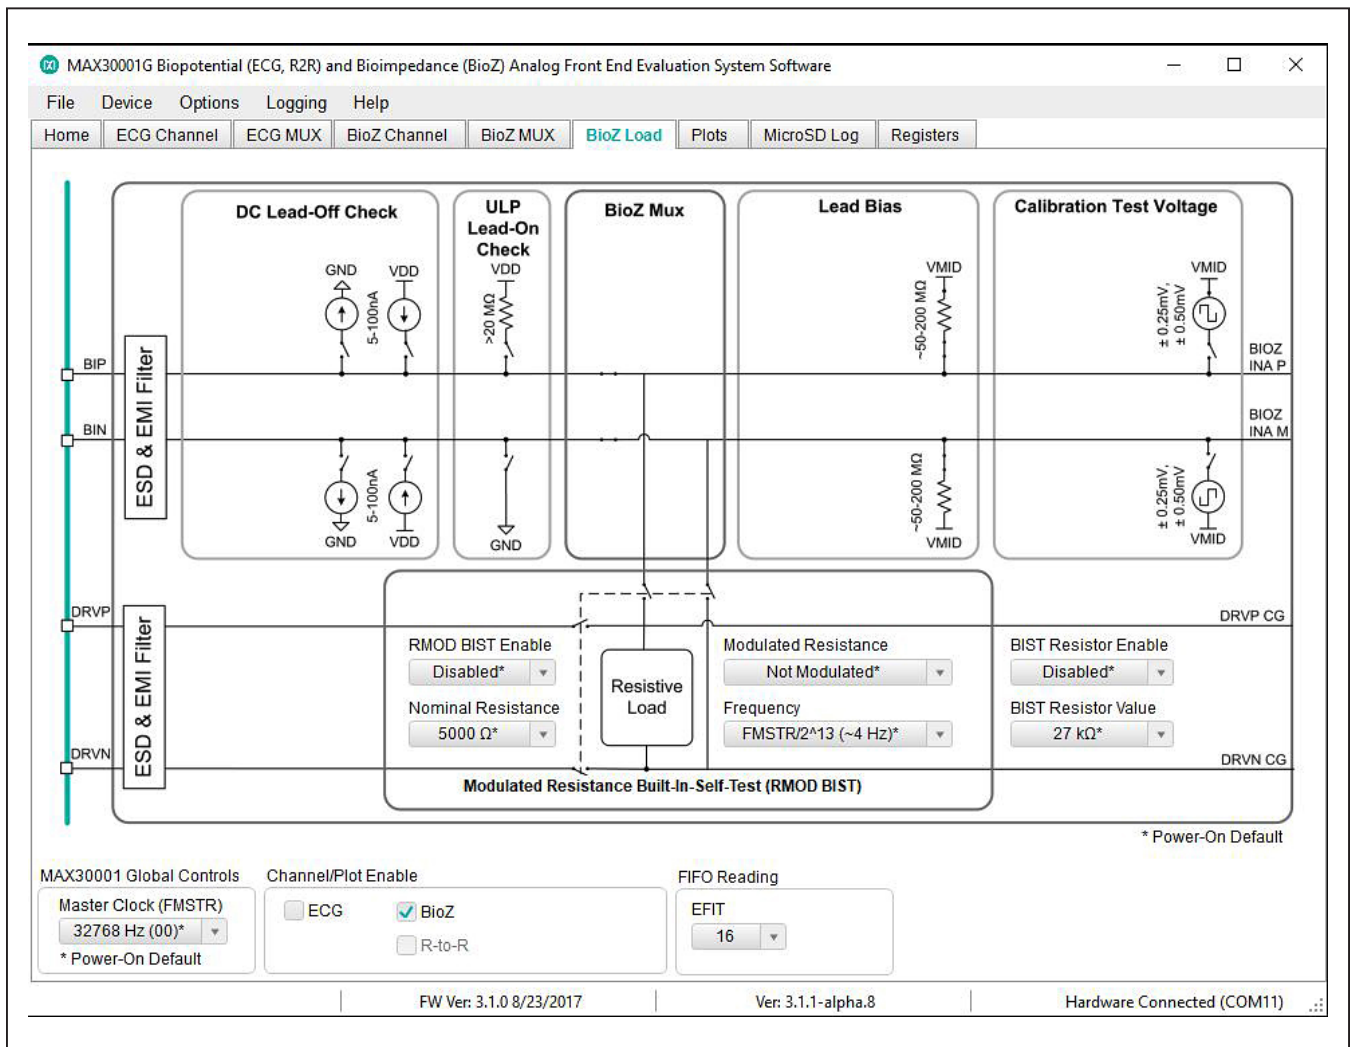 MAX30001G Biopotential (ECG, R2R) and Bioimpedance (BioZ) Analog Front End Evaluation System Software
File Device Options Logging Help
Home ECG Channel ECG MUX BioZ Channel BioZ MUX BioZ Load Plots MicroSD Log Registers
DC Lead-Off Check
ULP
Lead-On
Check
BioZ Mux
Lead Bias
Calibration Test Voltage
GND VDD
5-100nA
VDD
>20 MΩ
VMID
~50-200 MΩ
VMID
± 0.25mV,
± 0.50mV
BIP
BIOZ
INA P
BIN
BIOZ
INA M
ESD & EMI Filter
5-100nA
GND VDD
GND
~50-200 MΩ
VMID
± 0.25mV,
± 0.50mV
VMID
DRVP
DRVP CG
ESD & EMI Filter
RMOD BIST Enable
Disabled*
Nominal Resistance
5000 Ω*
Resistive
Load
Modulated Resistance
Not Modulated*
Frequency
FMSTR/2^13 (~4 Hz)*
BIST Resistor Enable
Disabled*
BIST Resistor Value
27 kΩ*
DRVN
DRVN CG
Modulated Resistance Built-In-Self-Test (RMOD BIST)
* Power-On Default
MAX30001 Global Controls
Master Clock (FMSTR)
32768 Hz (00)*
* Power-On Default
Channel/Plot Enable
ECG BioZ
R-to-R
FIFO Reading
EFIT
16
FW Ver: 3.1.0 8/23/2017 Ver: 3.1.1-alpha.8 Hardware Connected (COM11)